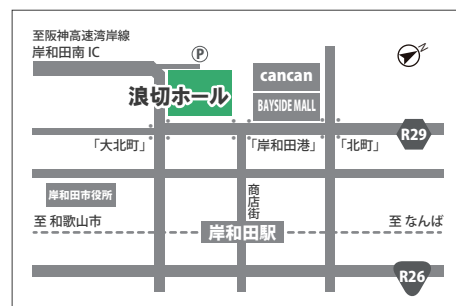 至阪神高速湾岸線
岸和田南 IC
P
N
cancan
BAYSIDE MALL
浪切ホール
「大北町」
「岸和田港」
「北町」
R29
岸和田市役所
商店街
至 和歌山市
至 なんば
岸和田駅
R26